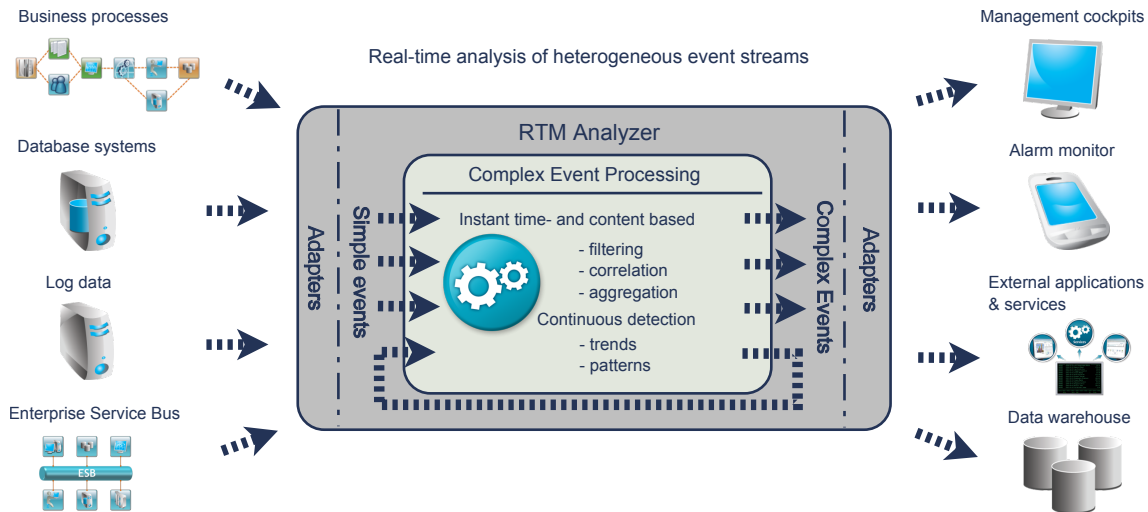 Business processes
Database systems
Log data
Enterprise Service Bus
ESB
Real-time analysis of heterogeneous event streams
RTM Analyzer
Adapters
Simple events
Complex Event Processing
Instant time- and content based
- filtering
- correlation
- aggregation
Continuous detection
- trends
- patterns
Complex Events
Adapters
Management cockpits
Alarm monitor
External applications
& services
Data warehouse